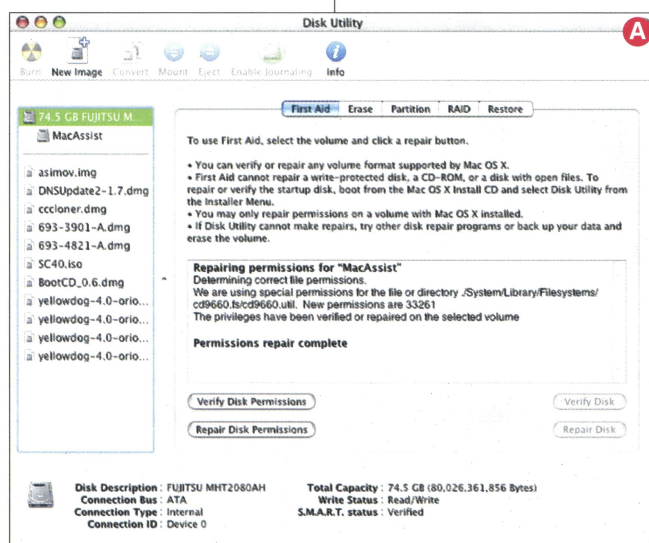 Disk Utility
A
Burn New Image Convert Mount Eject Enable Journaling Info
74.5 GB FUJITSU M...
MacAssist
asimov.img
DNSUpdate2-1.7.dmg
cccloner.dmg
693-3901-A.dmg
693-4821-A.dmg
SC40.iso
BootCD_0.6.dmg
yellowdog-4.0-orio...
yellowdog-4.0-orio...
yellowdog-4.0-orio...
yellowdog-4.0-orio...
First Aid Erase Partition RAID Restore
To use First Aid, select the volume and click a repair button.
• You can verify or repair any volume format supported by Mac OS X.
• First Aid cannot repair a write-protected disk, a CD-ROM, or a disk with open files. To
repair or verify the startup disk, boot from the Mac OS X Install CD and select Disk Utility from
the Installer Menu.
• You may only repair permissions on a volume with Mac OS X installed.
• If Disk Utility cannot make repairs, try other disk repair programs or back up your data and
erase the volume.
Repairing permissions for "MacAssist"
Determining correct file permissions.
We are using special permissions for the file or directory ./System/Library/Filesystems/
cd9660.fs/cd9660.util. New permissions are 33261
The privileges have been verified or repaired on the selected volume
Permissions repair complete
Verify Disk Permissions Verify Disk
Repair Disk Permissions Repair Disk
Disk Description : FUJITSU MHT2080AH Total Capacity : 74.5 GB (80,026,361,856 Bytes)
Connection Bus : ATA Write Status : Read/Write
Connection Type : Internal S.M.A.R.T. status : Verified
Connection ID : Device 0